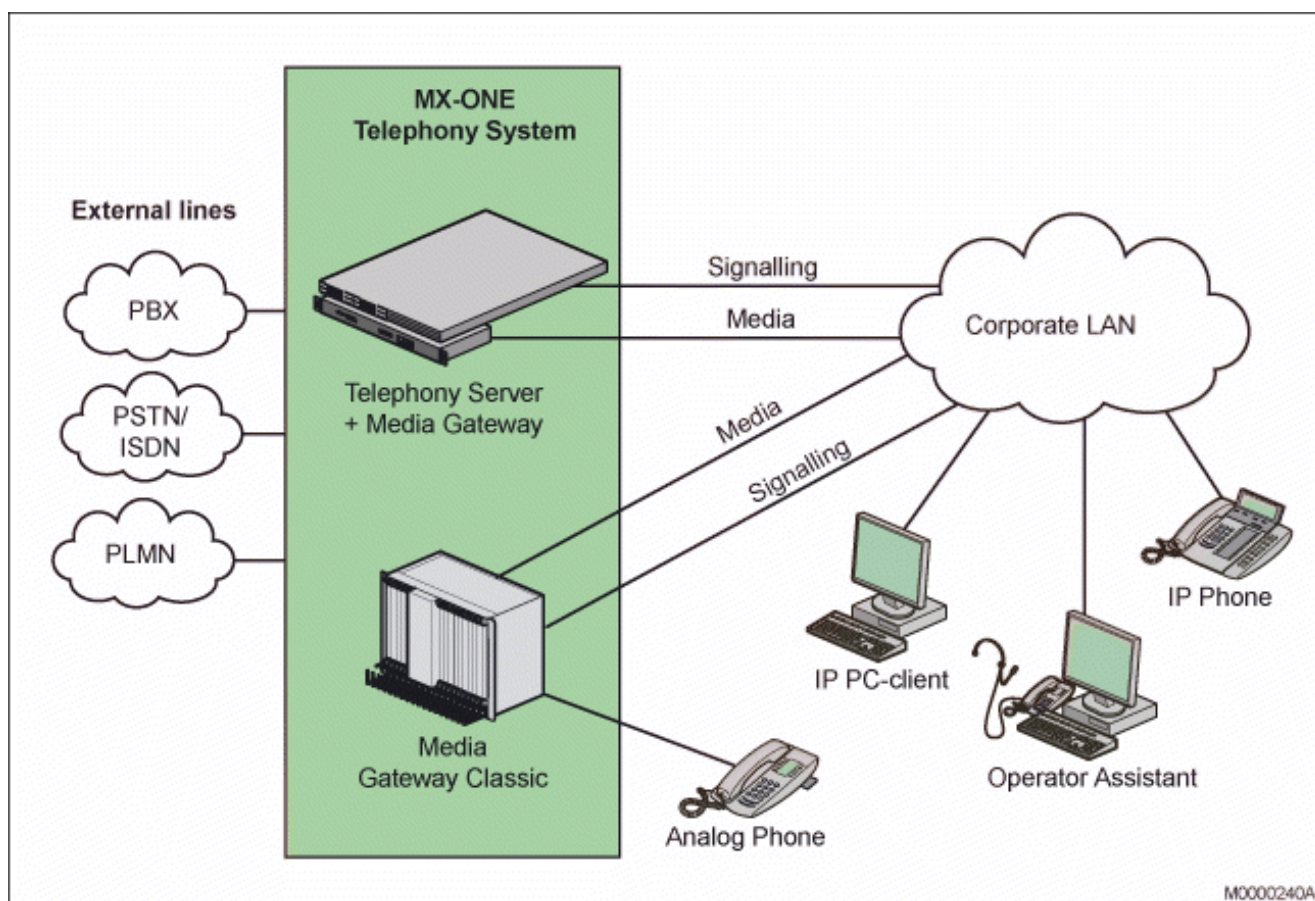 MX-ONE
Telephony System
External lines
PBX
PSTN/
ISDN
PLMN
Telephony Server
+ Media Gateway
Media
Gateway Classic
Signalling
Media
Media
Signalling
Corporate LAN
IP PC-client
IP Phone
Operator Assistant
Analog Phone
M0000240A